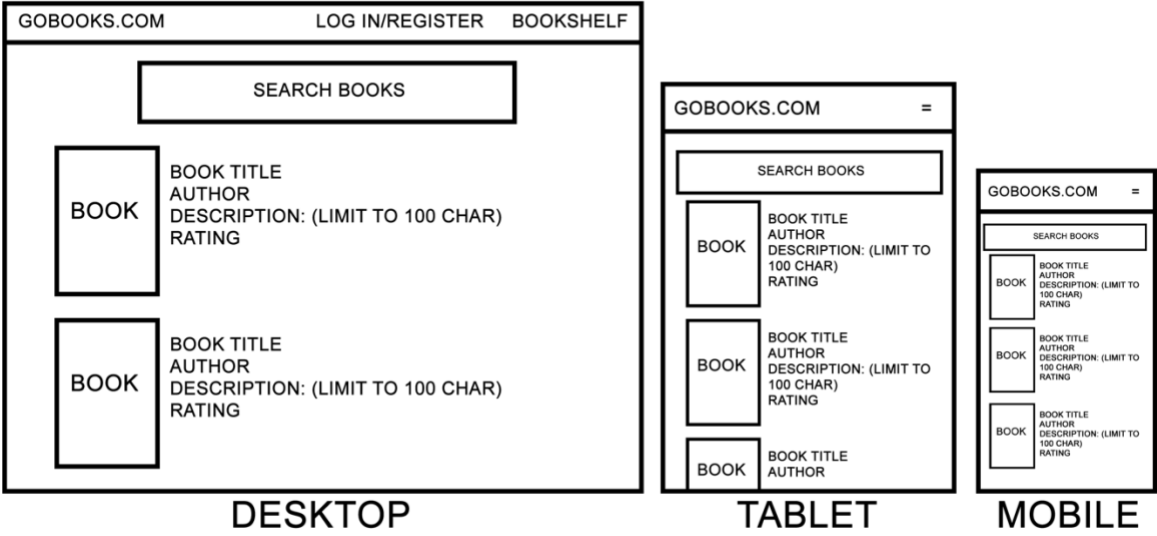 GOBOOKS.COM LOG IN/REGISTER BOOKSHELF
SEARCH BOOKS
BOOK
BOOK TITLE
AUTHOR
DESCRIPTION: (LIMIT TO 100 CHAR)
RATING
BOOK
BOOK TITLE
AUTHOR
DESCRIPTION: (LIMIT TO 100 CHAR)
RATING
DESKTOP
GOBOOKS.COM =
SEARCH BOOKS
BOOK
BOOK TITLE
AUTHOR
DESCRIPTION: (LIMIT TO
100 CHAR)
RATING
BOOK
BOOK TITLE
AUTHOR
DESCRIPTION: (LIMIT TO
100 CHAR)
RATING
BOOK
BOOK TITLE
AUTHOR
TABLET
GOBOOKS.COM =
SEARCH BOOKS
BOOK
BOOK TITLE
AUTHOR
DESCRIPTION: (LIMIT TO
100 CHAR)
RATING
BOOK
BOOK TITLE
AUTHOR
DESCRIPTION: (LIMIT TO
100 CHAR)
RATING
BOOK
BOOK TITLE
AUTHOR
DESCRIPTION: (LIMIT TO
100 CHAR)
RATING
MOBILE